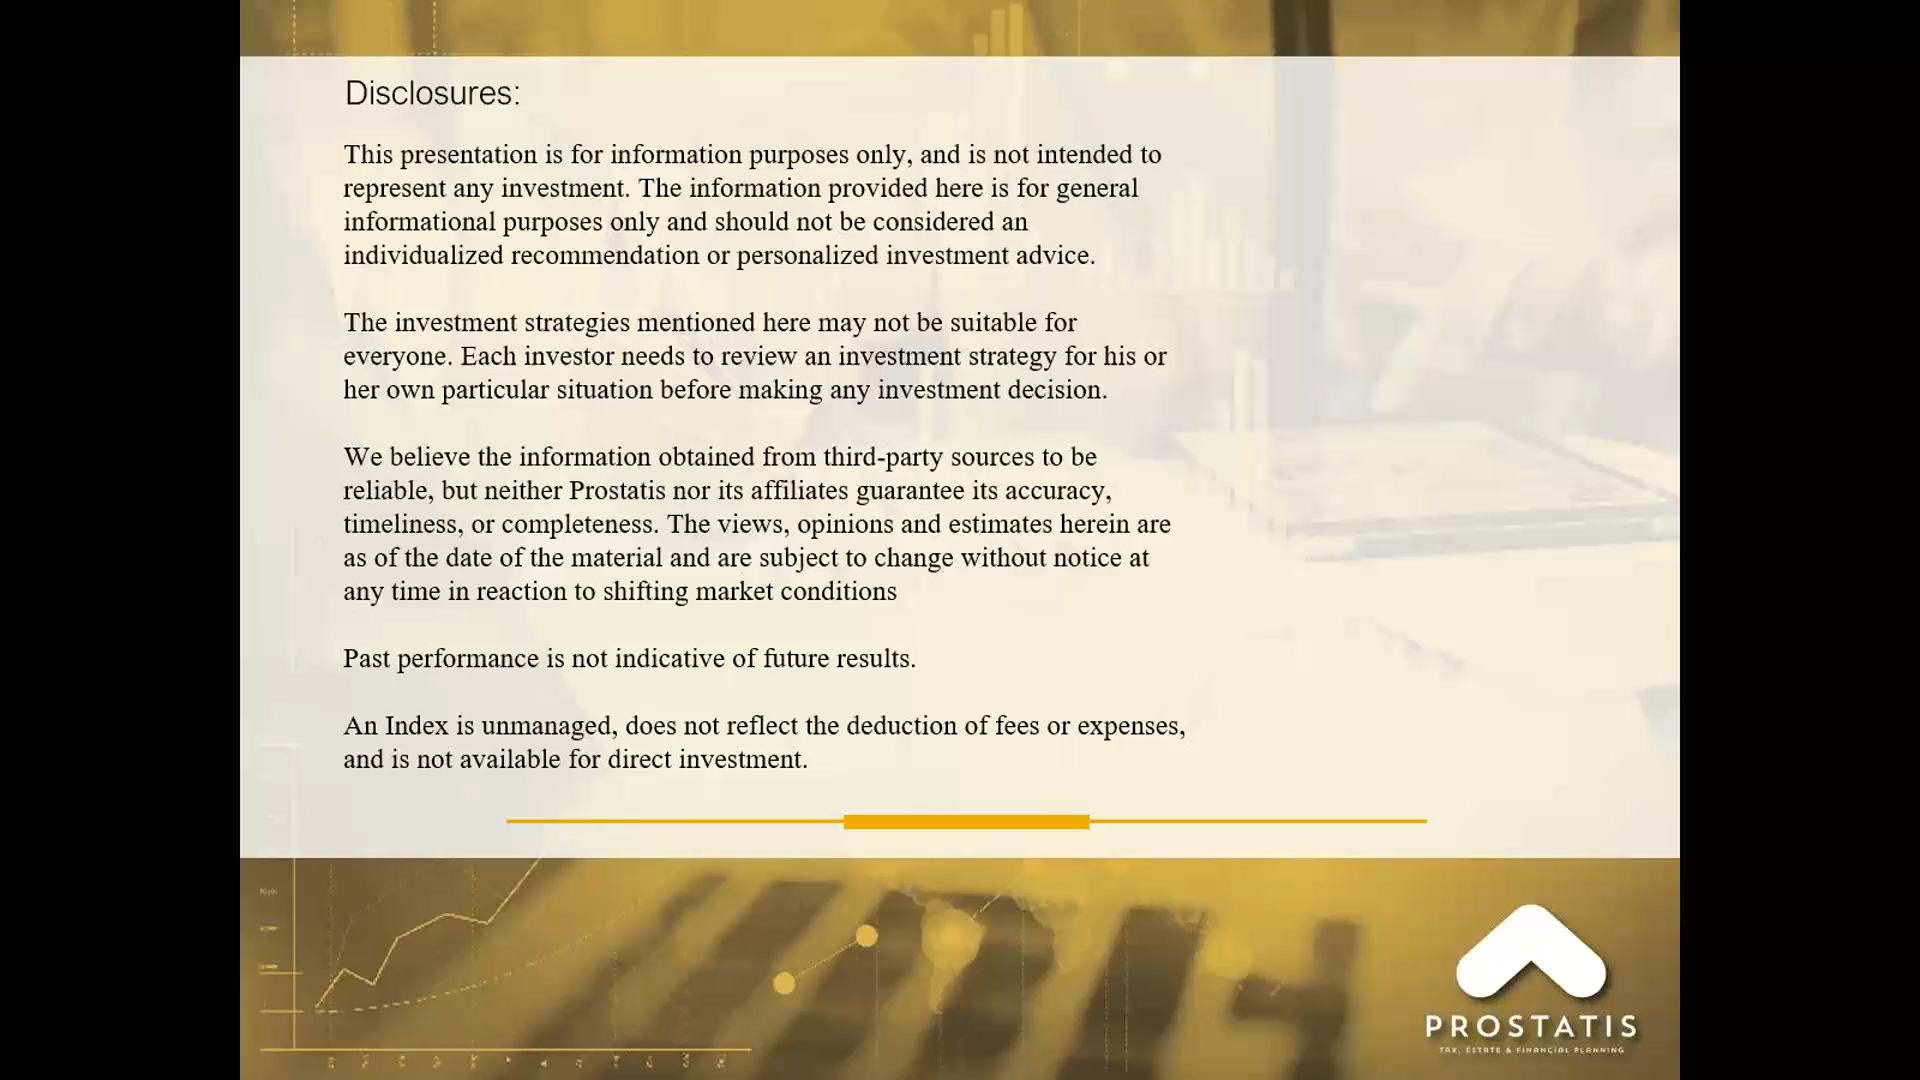 Disclosures:
This presentation is for information purposes only, and is not intended to
represent any investment. The information provided here is for general
informational purposes only and should not be considered an
individualized recommendation or personalized investment advice.
The investment strategies mentioned here may not be suitable for
everyone. Each investor needs to review an investment strategy for his or
her own particular situation before making any investment decision.
We believe the information obtained from third-party sources to be
reliable, but neither Prostatis nor its affiliates guarantee its accuracy,
timeliness, or completeness. The views, opinions and estimates herein are
as of the date of the material and are subject to change without notice at
any time in reaction to shifting market conditions
Past performance is not indicative of future results.
An Index is unmanaged, does not reflect the deduction of fees or expenses,
and is not available for direct investment.
PROSTATIS
TAX, ESTATE & FINANCIAL PLANNING